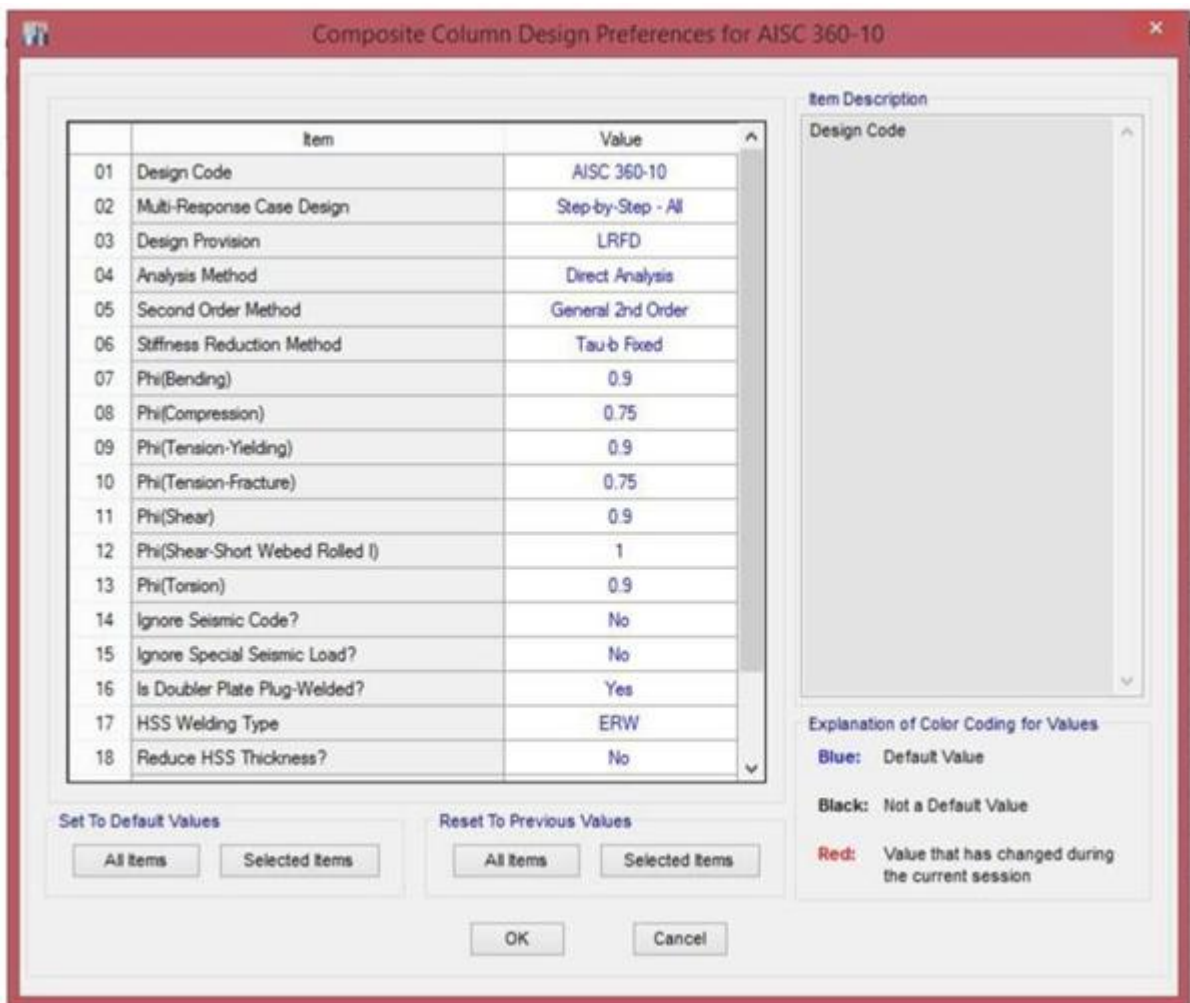 Composite Column Design Preferences for AISC 360-10
Item Value
01 Design Code AISC 360-10
02 Multi-Response Case Design Step-by-Step - All
03 Design Provision LRFD
04 Analysis Method Direct Analysis
05 Second Order Method General 2nd Order
06 Stiffness Reduction Method Tau-b Fixed
07 Phi(Bending) 0.9
08 Phi(Compression) 0.75
09 Phi(Tension-Yielding) 0.9
10 Phi(Tension-Fracture) 0.75
11 Phi(Shear) 0.9
12 Phi(Shear-Short Webed Rolled I) 1
13 Phi(Torsion) 0.9
14 Ignore Seismic Code? No
15 Ignore Special Seismic Load? No
16 Is Doubler Plate Plug-Welded? Yes
17 HSS Welding Type ERW
18 Reduce HSS Thickness? No
Set To Default Values
All Items Selected Items
Reset To Previous Values
All Items Selected Items
Item Description
Design Code
Explanation of Color Coding for Values
Blue: Default Value
Black: Not a Default Value
Red: Value that has changed during
the current session
OK Cancel